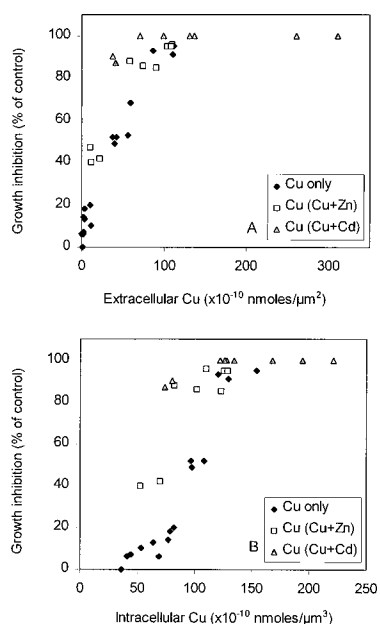 Growth inhibition (% of control)
100
80
60
40
20
0
Cu only
Cu (Cu+Zn)
Cu (Cu+Cd)
A
0
100
200
300
Extracellular Cu (x10-10 nmoles/µm2)
Growth inhibition (% of control)
100
80
60
40
20
0
Cu only
Cu (Cu+Zn)
Cu (Cu+Cd)
B
0
50
100
150
200
250
Intracellular Cu (x10-10 nmoles/µm3)